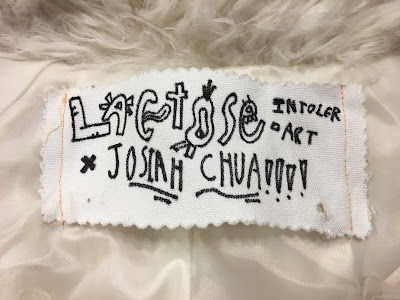 LActOSe INTOLER
-ART
× JOSIAH CHUA!!!!